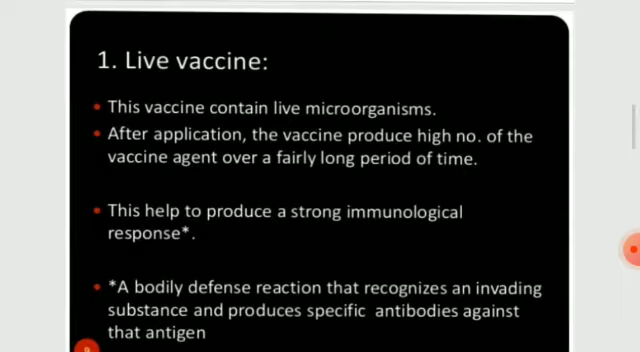 1. Live vaccine:
• This vaccine contain live microorganisms.
• After application, the vaccine produce high no. of the
vaccine agent over a fairly long period of time.
• This help to produce a strong immunological
response*.
• *A bodily defense reaction that recognizes an invading
substance and produces specific antibodies against
that antigen
9